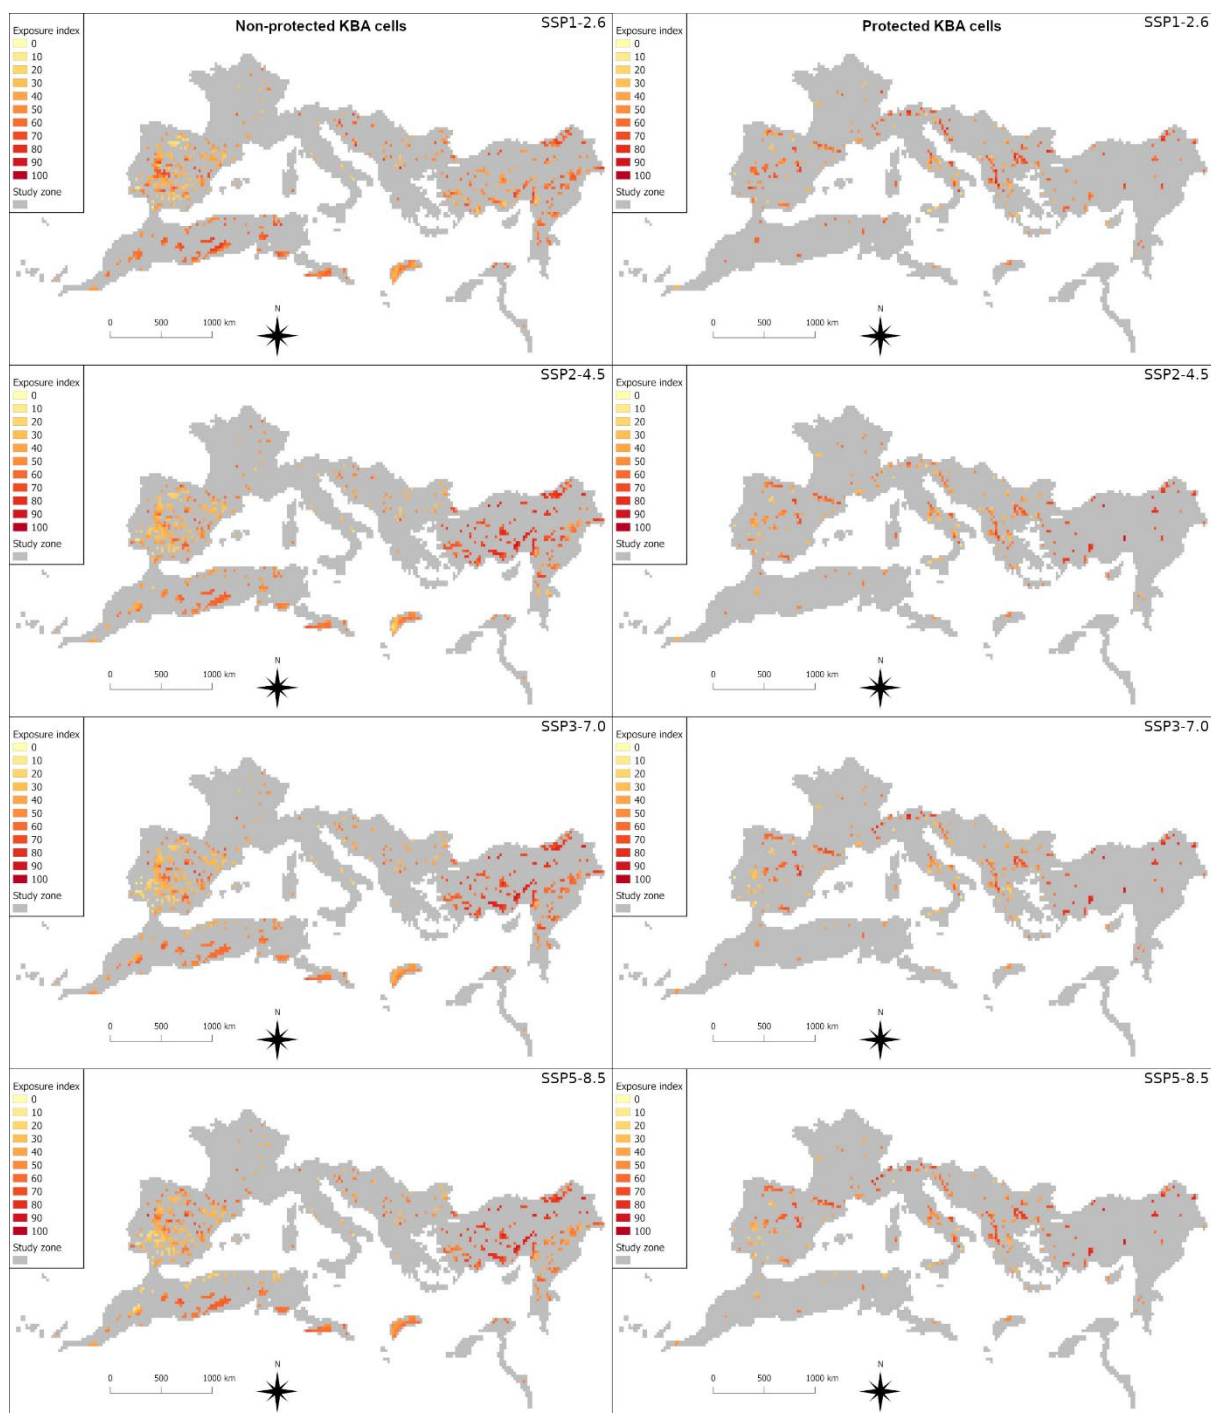 Non-protected KBA cells
SSP1-2.6
Exposure index
0
10
20
30
40
50
60
70
80
90
100
Study zone
N
0 500 1000 km
Protected KBA cells
SSP1-2.6
Exposure index
0
10
20
30
40
50
60
70
80
90
100
Study zone
N
0 500 1000 km
SSP2-4.5
Exposure index
0
10
20
30
40
50
60
70
80
90
100
Study zone
N
0 500 1000 km
SSP2-4.5
Exposure index
0
10
20
30
40
50
60
70
80
90
100
Study zone
N
0 500 1000 km
SSP3-7.0
Exposure index
0
10
20
30
40
50
60
70
80
90
100
Study zone
N
0 500 1000 km
SSP3-7.0
Exposure index
0
10
20
30
40
50
60
70
80
90
100
Study zone
N
0 500 1000 km
SSP5-8.5
Exposure index
0
10
20
30
40
50
60
70
80
90
100
Study zone
N
0 500 1000 km
SSP5-8.5
Exposure index
0
10
20
30
40
50
60
70
80
90
100
Study zone
N
0 500 1000 km